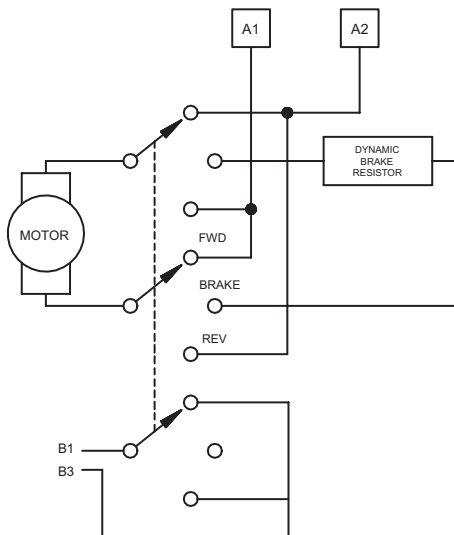 A1
A2
DYNAMIC
BRAKE
RESISTOR
MOTOR
FWD
BRAKE
REV
B1
B3